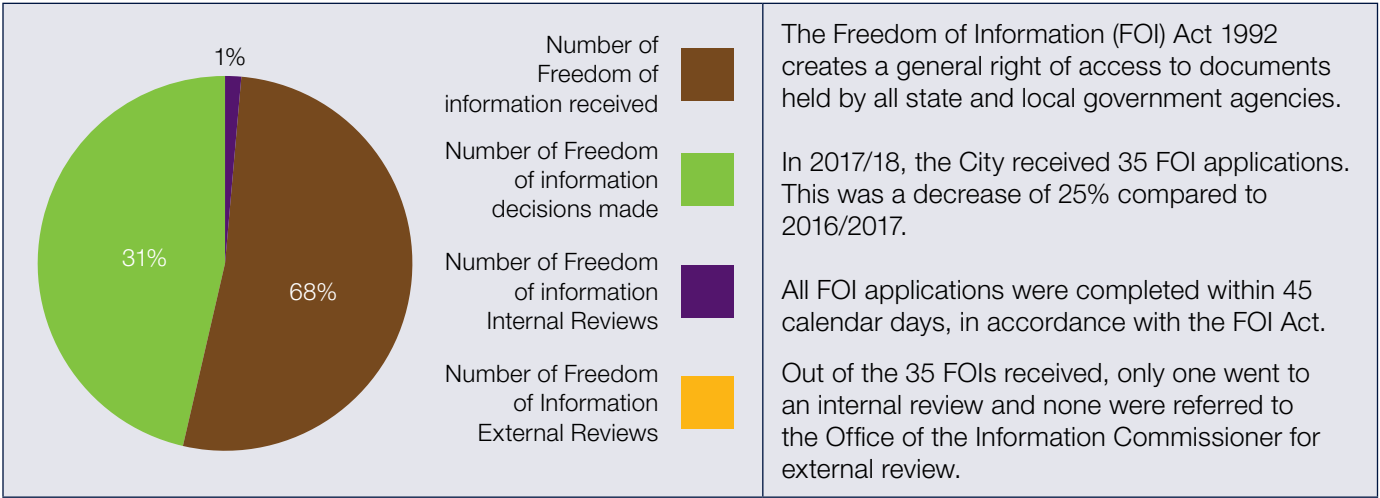 1%
31%
68%
Number of
Freedom of
information received
Number of Freedom
of information
decisions made
Number of Freedom
of information
Internal Reviews
Number of Freedom
of Information
External Reviews
The Freedom of Information (FOI) Act 1992
creates a general right of access to documents
held by all state and local government agencies.
In 2017/18, the City received 35 FOI applications.
This was a decrease of 25% compared to
2016/2017.
All FOI applications were completed within 45
calendar days, in accordance with the FOI Act.
Out of the 35 FOIs received, only one went to
an internal review and none were referred to
the Office of the Information Commissioner for
external review.